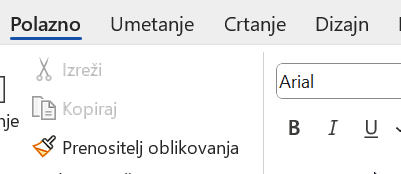 Polazno Umetanje Crtanje Dizajn
Izreži
Kopiraj
Prenositelj oblikovanja
Arial
B I U